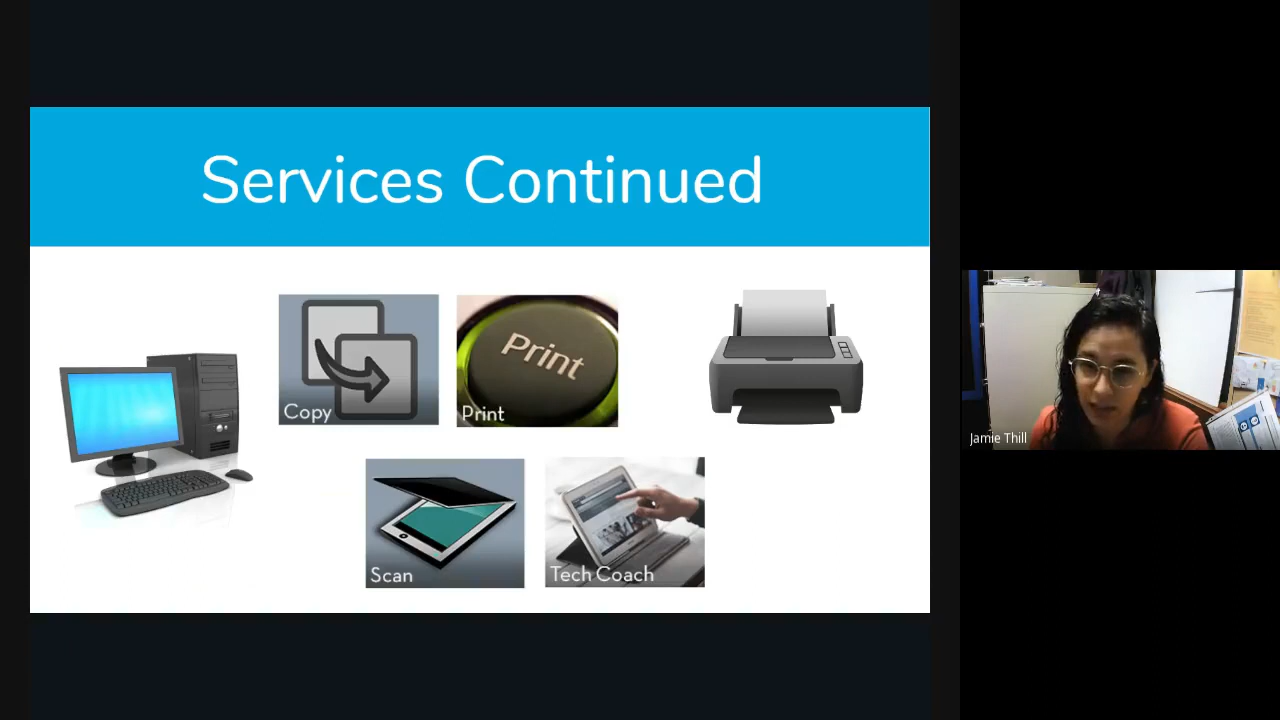 Services Continued
Copy
Print
Print
Scan
Tech Coach
Jamie Thill